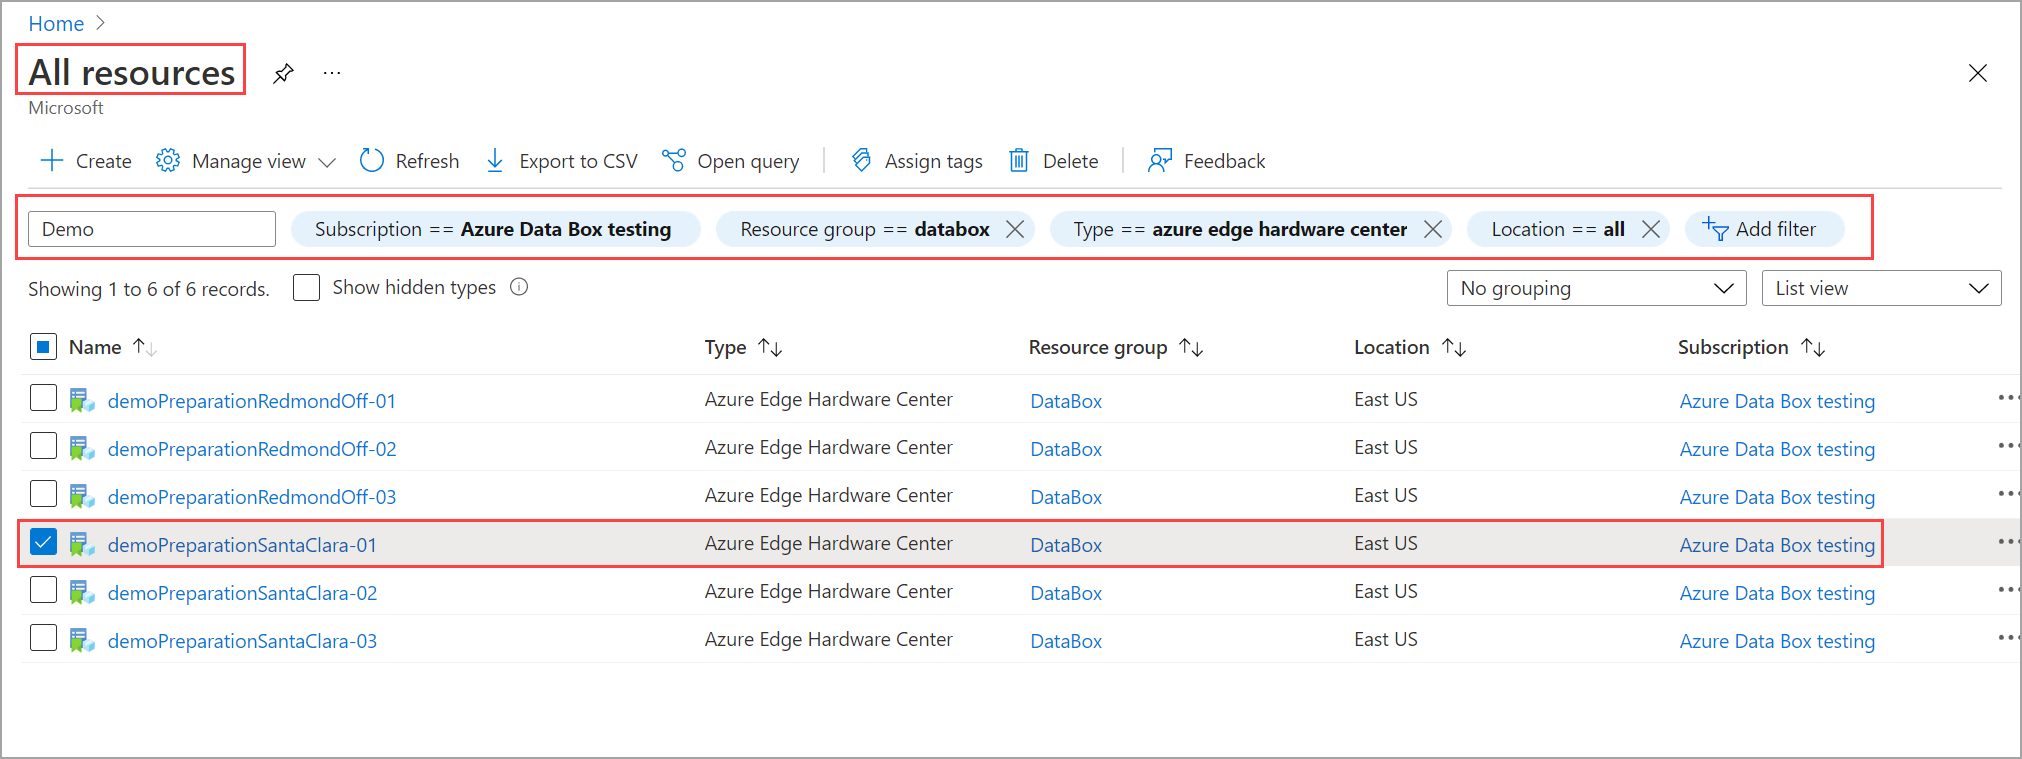 Home
All resources
Microsoft
Create Manage view Refresh Export to CSV Open query Assign tags Delete Feedback
Demo Subscription == Azure Data Box testing Resource group == databox Type == azure edge hardware center Location == all Add filter
Showing 1 to 6 of 6 records. Show hidden types No grouping List view
Name Type Resource group Location Subscription
demoPreparationRedmondOff-01 Azure Edge Hardware Center DataBox East US Azure Data Box testing
demoPreparationRedmondOff-02 Azure Edge Hardware Center DataBox East US Azure Data Box testing
demoPreparationRedmondOff-03 Azure Edge Hardware Center DataBox East US Azure Data Box testing
demoPreparationSantaClara-01 Azure Edge Hardware Center DataBox East US Azure Data Box testing
demoPreparationSantaClara-02 Azure Edge Hardware Center DataBox East US Azure Data Box testing
demoPreparationSantaClara-03 Azure Edge Hardware Center DataBox East US Azure Data Box testing